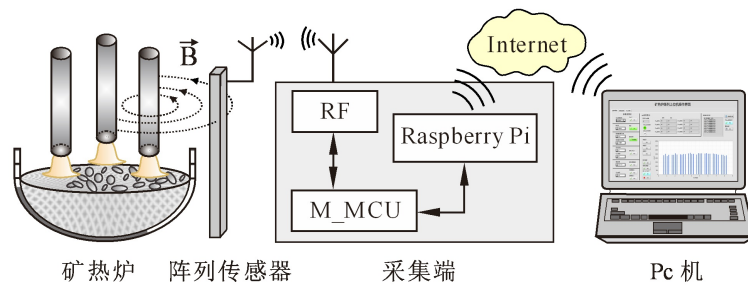 B
Internet
RF
Raspberry Pi
M_MCU
矿热炉
阵列传感器
采集端
Pc 机